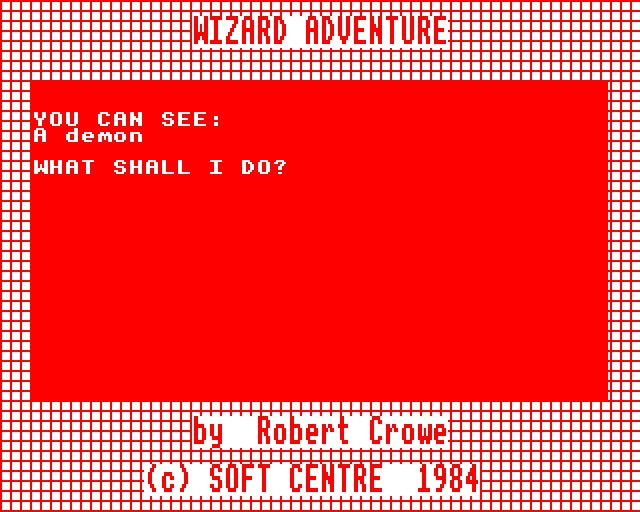 WIZARD ADVENTURE
YOU CAN SEE:
A demon
WHAT SHALL I DO?
by Robert Crowe
(c) SOFT CENTRE 1984